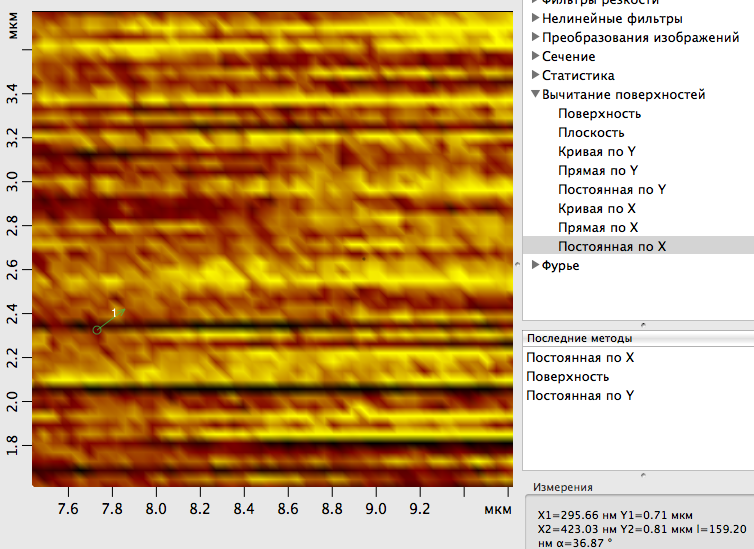 Фильтры резкости
Нелинейные фильтры
Преобразования изображений
Сечение
Статистика
Вычитание поверхностей
Поверхность
Плоскость
Кривая по Y
Прямая по Y
Постоянная по Y
Кривая по X
Прямая по X
Постоянная по X
Фурье
Последние методы
Постоянная по X
Поверхность
Постоянная по Y
Измерения
X1=295.66 нм Y1=0.71 мкм
X2=423.03 нм Y2=0.81 мкм l=159.20
нм α=36.87 °
мкм
3.4
3.2
3.0
2.8
2.6
2.4
2.2
2.0
1.8
1
7.6 7.8 8.0 8.2 8.4 8.6 8.8 9.0 9.2 мкм